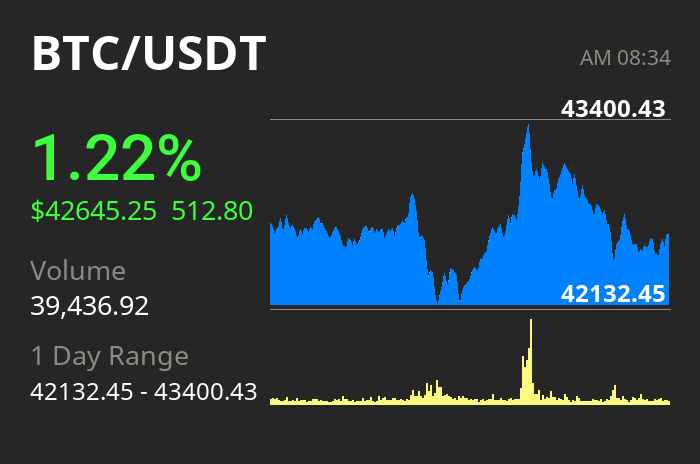 BTC/USDT
AM 08:34
43400.43
1.22%
$42645.25 512.80
Volume
39,436.92
42132.45
1 Day Range
42132.45 - 43400.43